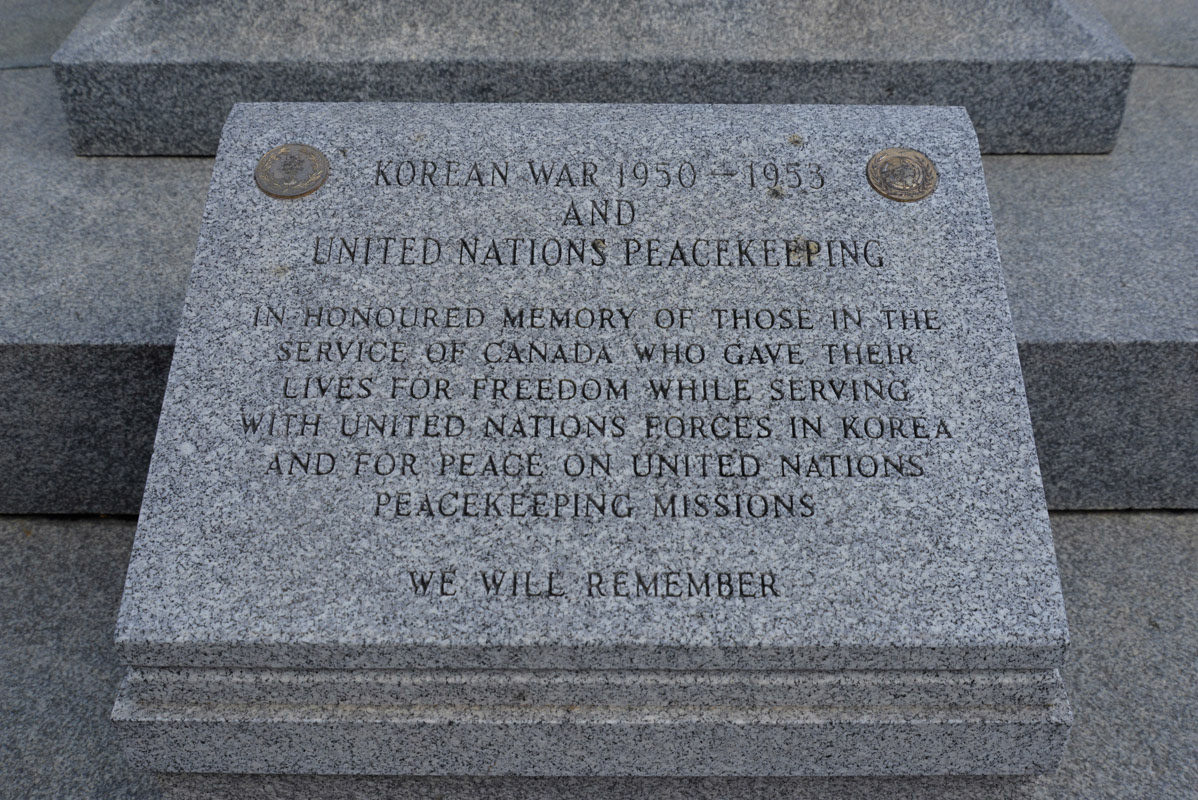 KOREAN WAR 1950 – 1953
AND
UNITED NATIONS PEACEKEEPING
IN HONOURED MEMORY OF THOSE IN THE
SERVICE OF CANADA WHO GAVE THEIR
LIVES FOR FREEDOM WHILE SERVING
WITH UNITED NATIONS FORCES IN KOREA
AND FOR PEACE ON UNITED NATIONS
PEACEKEEPING MISSIONS
WE WILL REMEMBER